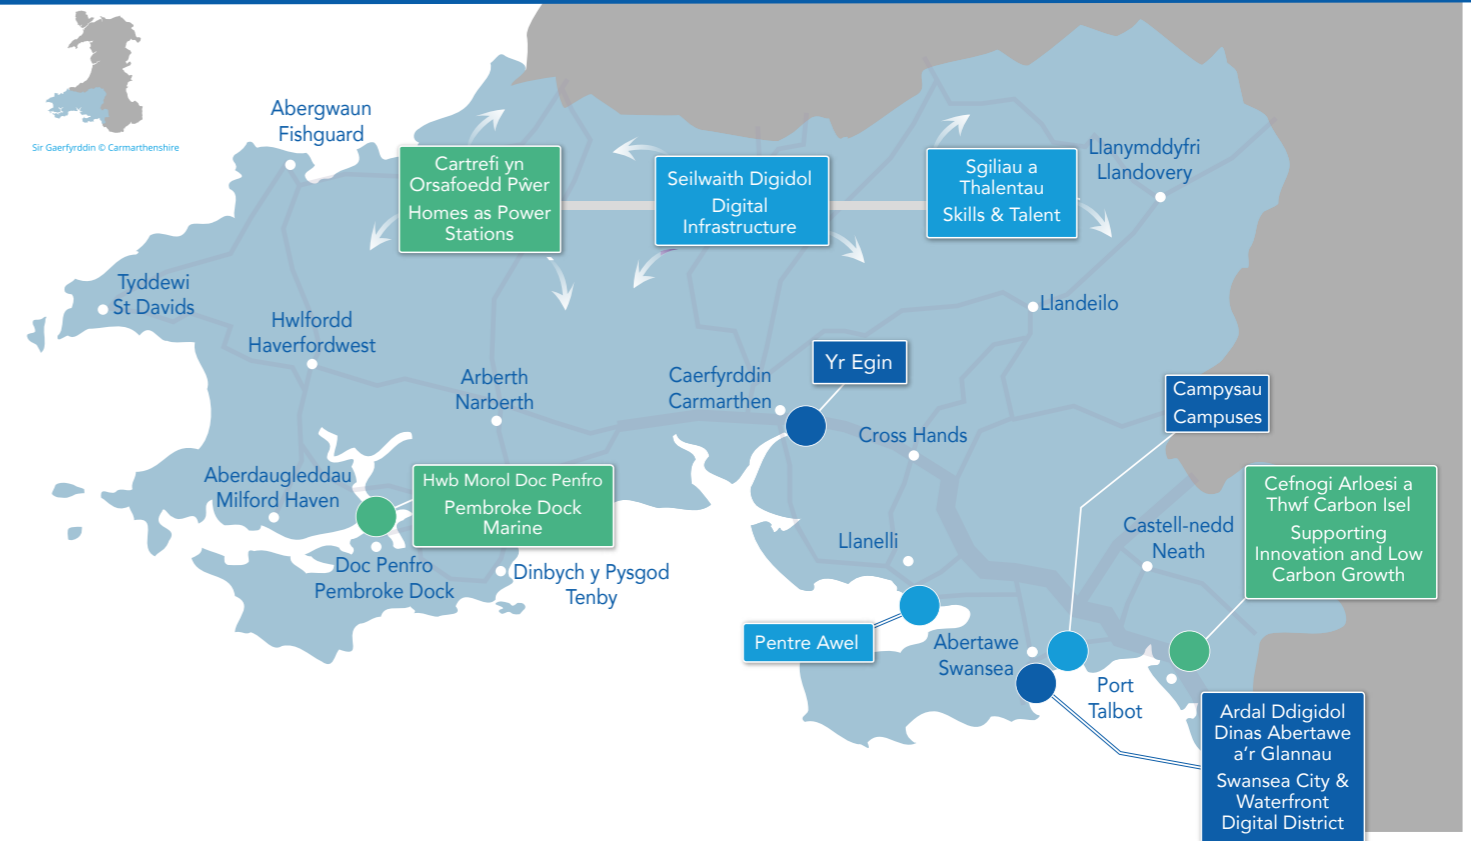 Sir Gaerfyrddin © Carmarthenshire
Abergwaun
Fishguard
Cartrefi yn
Orsafoedd Pŵer
Homes as Power
Stations
Seilwaith Digidol
Digital
Infrastructure
Sgiliau a
Thalentau
Skills & Talent
Llanymddyfri
Llandovery
Tyddewi
St Davids
Hwlfordd
Haverfordwest
Llandeilo
Arberth
Narberth
Caerfyrddin
Carmarthen
Yr Egin
Campysau
Campuses
Cross Hands
Aberdaugleddau
Milford Haven
Hwb Morol Doc Penfro
Pembroke Dock
Marine
Cefnogi Arloesi a
Thwf Carbon Isel
Supporting
Innovation and Low
Carbon Growth
Castell-nedd
Neath
Llanelli
Doc Penfro
Pembroke Dock
Dinbych y Pysgod
Tenby
Pentre Awel
Abertawe
Swansea
Port
Talbot
Ardal Ddigidol
Dinas Abertawe
a'r Glannau
Swansea City &
Waterfront
Digital District